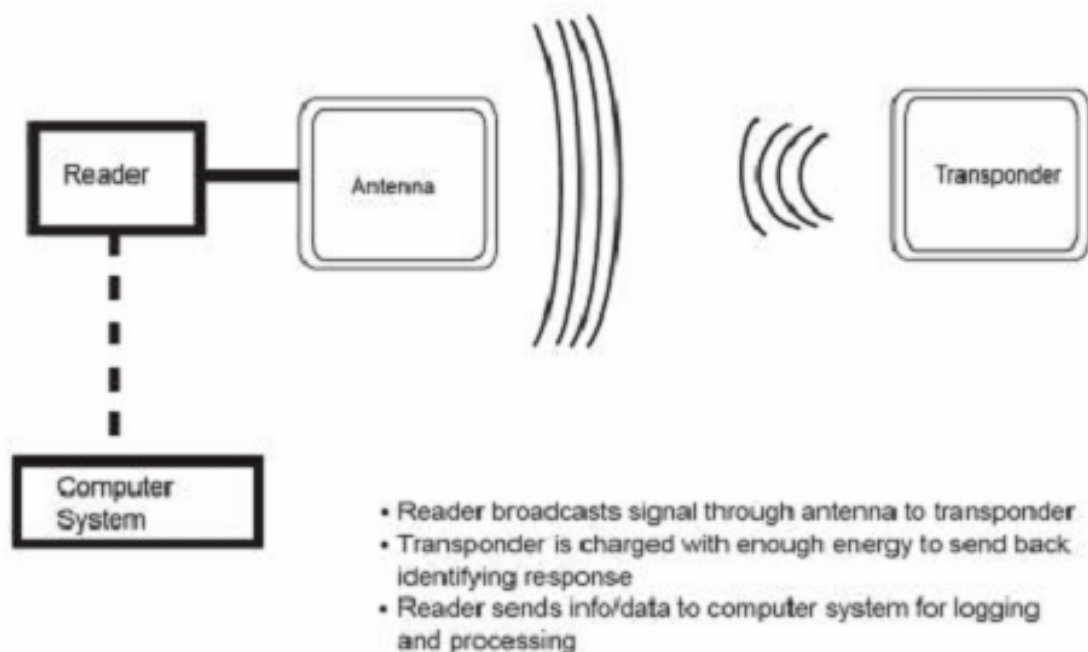 Reader
Antenna
Transponder
Computer
System
• Reader broadcasts signal through antenna to transponder
• Transponder is charged with enough energy to send back
identifying response
• Reader sends info/data to computer system for logging
and processing